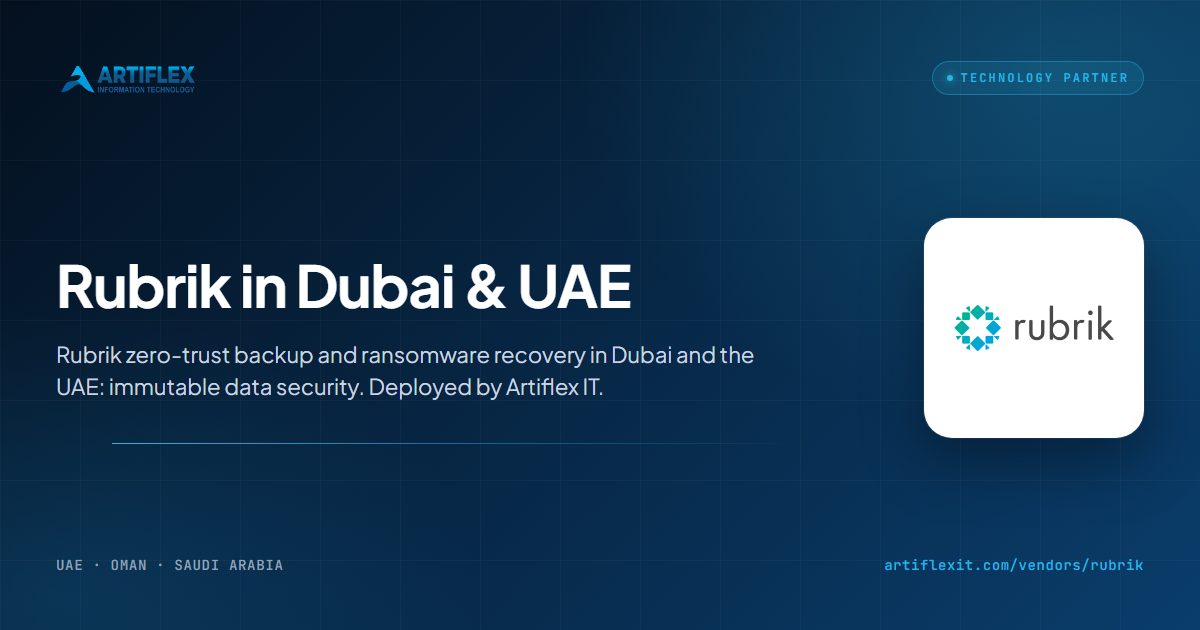 ARTIFLEX
INFORMATION TECHNOLOGY
TECHNOLOGY PARTNER
Rubrik in Dubai & UAE
Rubrik zero-trust backup and ransomware recovery in Dubai and the
UAE: immutable data security. Deployed by Artiflex IT.
rubrik
UAE · OMAN · SAUDI ARABIA
artiflexit.com/vendors/rubrik